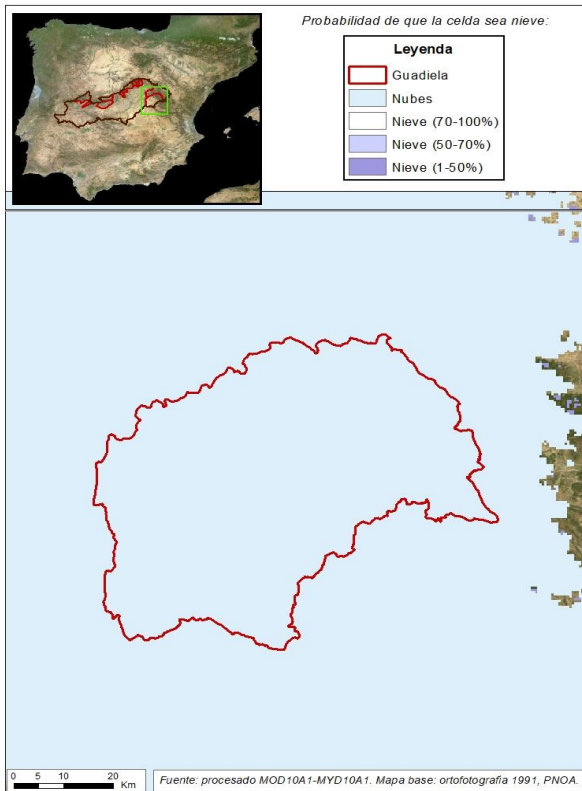 Probabilidad de que la celda sea nieve:
Leyenda
Guadiela
Nubes
Nieve (70-100%)
Nieve (50-70%)
Nieve (1-50%)
0 5 10 20
Km
Fuente: procesado MOD10A1-MYD10A1. Mapa base: ortofotografia 1991, PNOA.